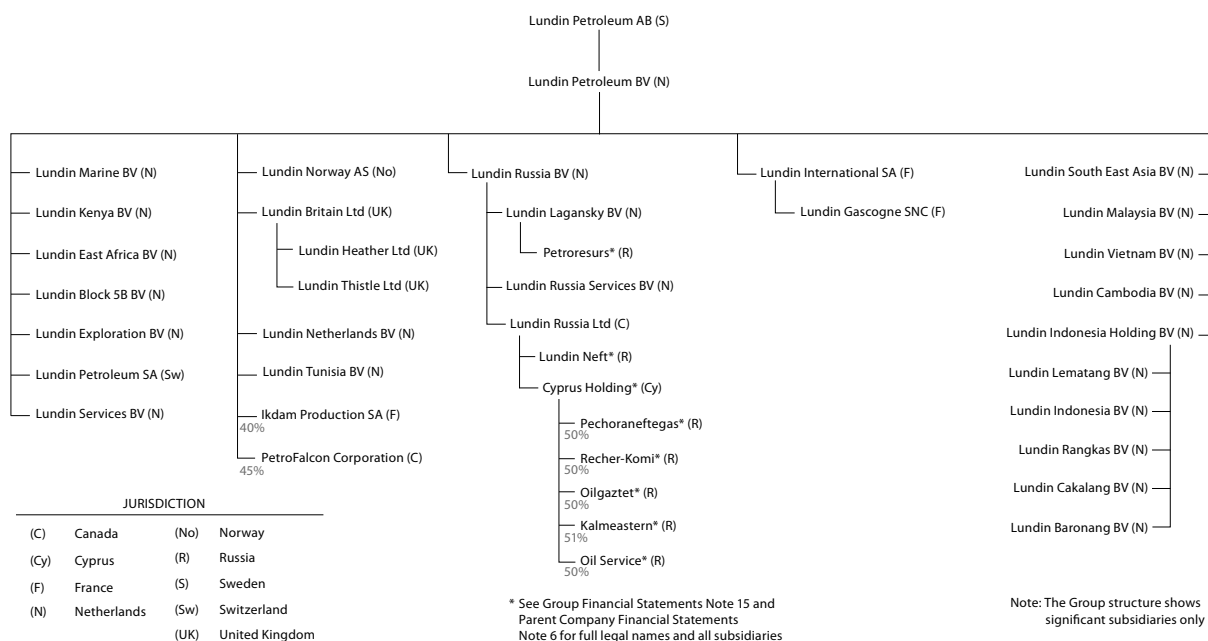 Lundin Petroleum AB (S)
Lundin Petroleum BV (N)
Lundin Marine BV (N)
Lundin Kenya BV (N)
Lundin East Africa BV (N)
Lundin Block 5B BV (N)
Lundin Exploration BV (N)
Lundin Petroleum SA (Sw)
Lundin Services BV (N)
Lundin Norway AS (No)
Lundin Britain Ltd (UK)
Lundin Heather Ltd (UK)
Lundin Thistle Ltd (UK)
Lundin Netherlands BV (N)
Lundin Tunisia BV (N)
Ikdam Production SA (F)
40%
PetroFalcon Corporation (C)
45%
Lundin Russia BV (N)
Lundin Lagansky BV (N)
Petroresurs* (R)
Lundin Russia Services BV (N)
Lundin Russia Ltd (C)
Lundin Neft* (R)
Cyprus Holding* (Cy)
Pechoraneftegas* (R)
50%
Recher-Komi* (R)
50%
Oilgaztet* (R)
50%
Kalmeastern* (R)
51%
Oil Service* (R)
50%
Lundin International SA (F)
Lundin Gascogne SNC (F)
Lundin South East Asia BV (N)
Lundin Malaysia BV (N)
Lundin Vietnam BV (N)
Lundin Cambodia BV (N)
Lundin Indonesia Holding BV (N)
Lundin Lematang BV (N)
Lundin Indonesia BV (N)
Lundin Rangkas BV (N)
Lundin Cakalang BV (N)
Lundin Baronang BV (N)
JURISDICTION
(C) Canada (No) Norway
(Cy) Cyprus (R) Russia
(F) France (S) Sweden
(N) Netherlands (Sw) Switzerland
(UK) United Kingdom
* See Group Financial Statements Note 15 and
Parent Company Financial Statements
Note 6 for full legal names and all subsidiaries
Note: The Group structure shows
significant subsidiaries only